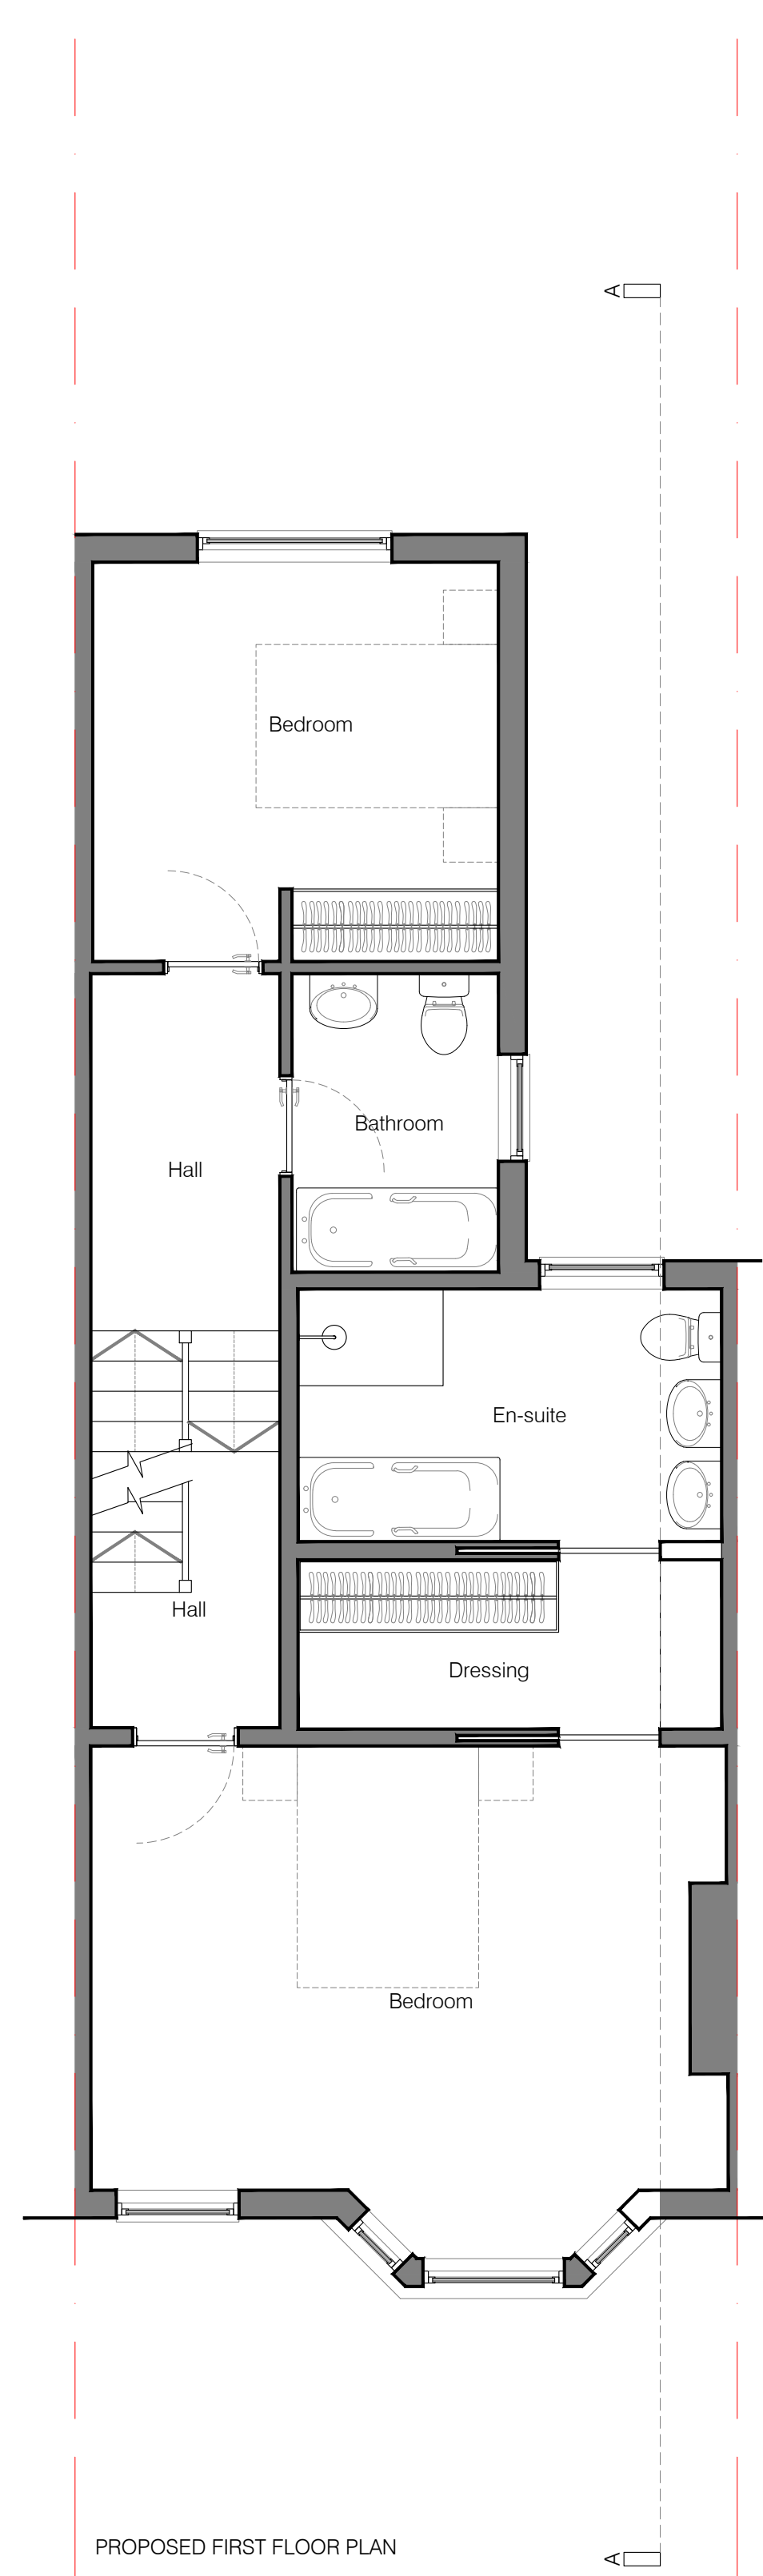 A
Bedroom
Bathroom
Hall
En-suite
Hall
Dressing
Bedroom
PROPOSED FIRST FLOOR PLAN
A